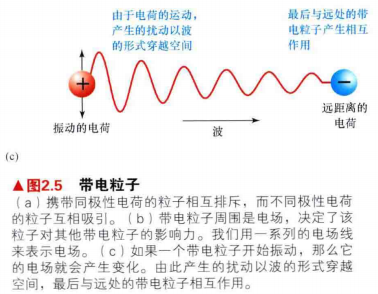 由于电荷的运动，
产生的扰动以波
的形式穿越空间
最后与远处的带
电粒子产生相互
作用
+
−
振动的电荷
波
远距离的
电荷
(c)
▲图2.5 带电粒子
（a）携带同极性电荷的粒子相互排斥，而不同极性电荷
的粒子互相吸引。（b）带电粒子周围是电场，决定了该
粒子对其他带电粒子的影响力。我们用一系列的电场线
来表示电场。（c）如果一个带电粒子开始振动，那么它
的电场就会产生变化。由此产生的扰动以波的形式穿越
空间，最后与远处的带电粒子相互作用。